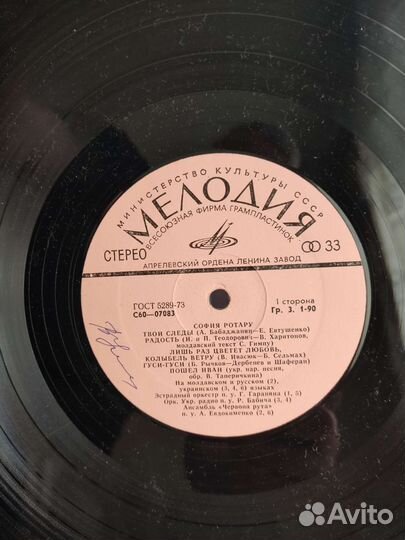 МИНИСТЕРСТВО КУЛЬТУРЫ СССР
МЕЛОДИЯ
ВСЕСОЮЗНАЯ ФИРМА ГРАМПЛАСТИНОК
СТЕРЕО
33
АПРЕЛЕВСКИЙ ОРДЕНА ЛЕНИНА ЗАВОД
ГОСТ 5289-73
С60—07083
1 сторона
Гр. 3. 1-90
СОФИЯ РОТАРУ
ТВОИ СЛЕДЫ (А. Бабаджанян—Е. Евтушенко)
РАДОСТЬ (И. и П. Теодорович— В. Харитонов,
молдавский текст С. Гимпу)
ЛИШЬ РАЗ ЦВЕТЕТ ЛЮБОВЬ,
КОЛЫБЕЛЬ ВЕТРУ (В. Ивасюк—Б. Сельмах)
ГУСИ-ГУСИ (Б. Рычков—Дербенев и Шаферан)
ПОШЕЛ ИВАН (укр. нар. песня,
обр. В. Таперичкина)
На молдавском и русском (2),
украинском (3, 4, 6) языках
Эстрадный оркестр п. у. Г. Гараняна (1, 5)
Орк. Укр. радио п у. Р. Бабича (3, 4)
Ансамбль «Червона рута»
п. у. А. Евдокименко (2, 6)
Avito